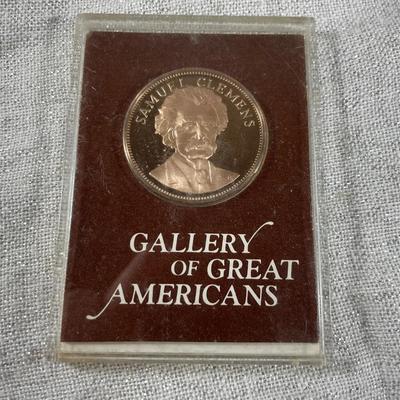 SAMUEL CLEMENS
GALLERY
OF GREAT
AMERICANS